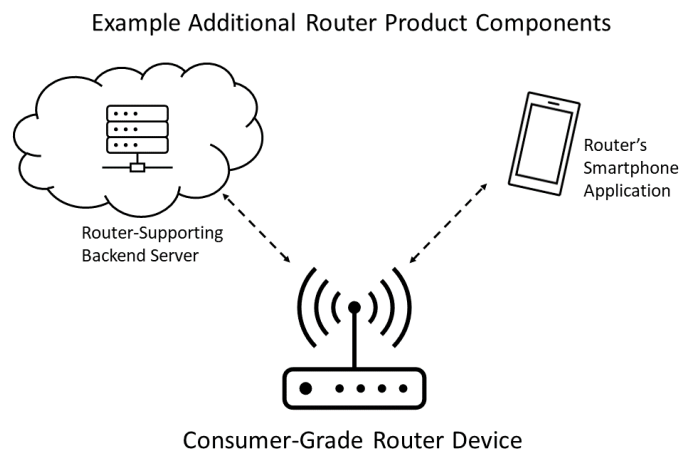 Example Additional Router Product Components
Router's
Smartphone
Application
Router-Supporting
Backend Server
Consumer-Grade Router Device